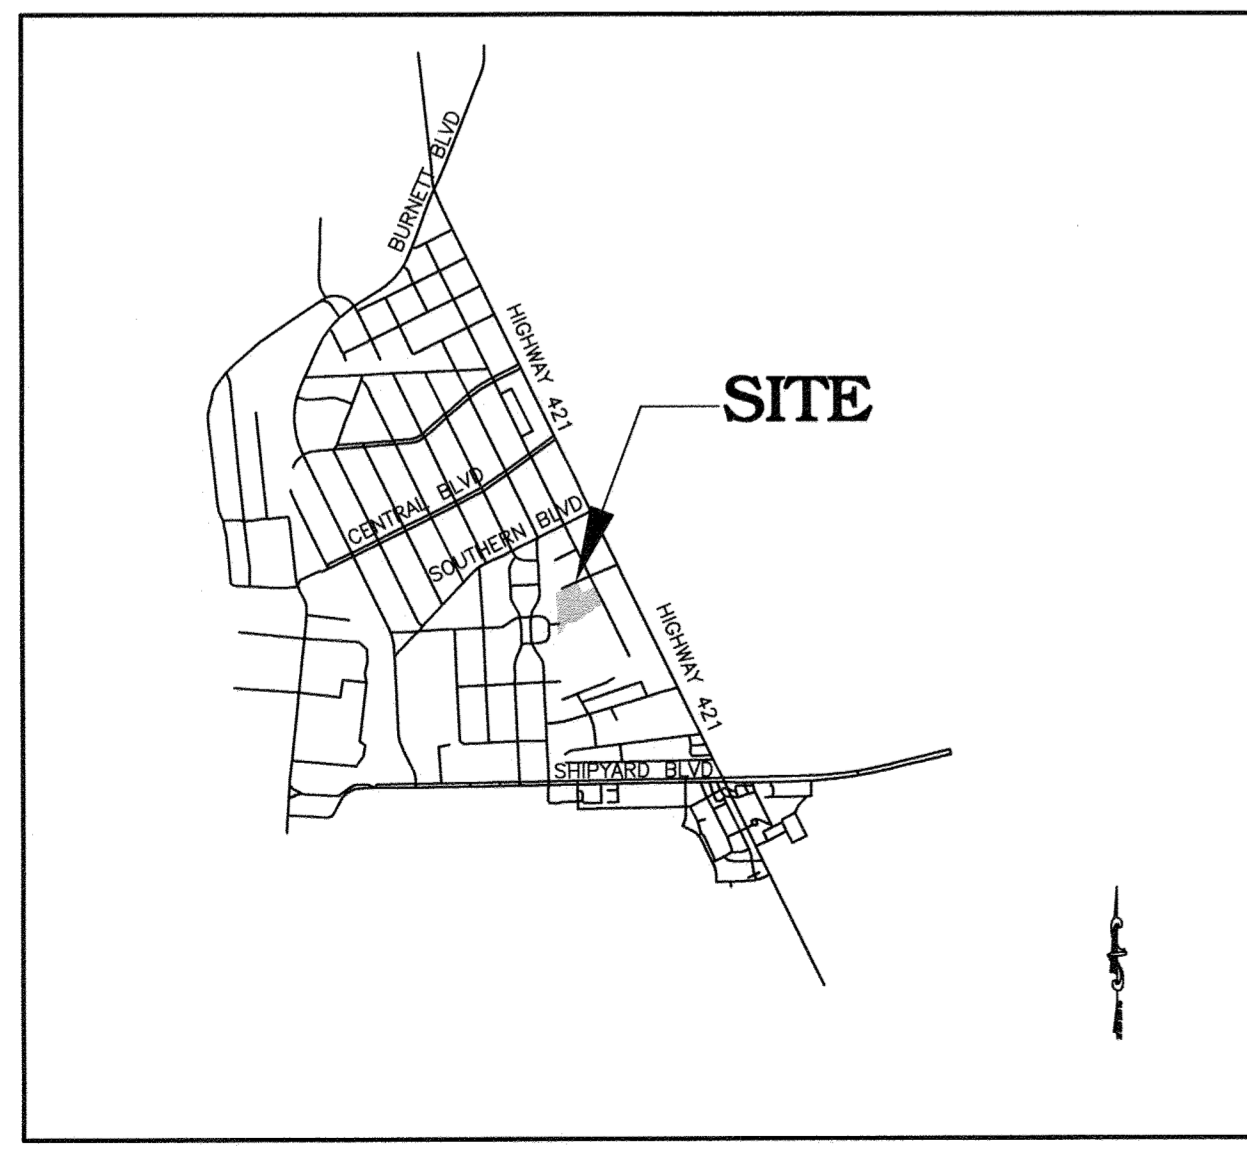 BURNETT BLVD
HIGHWAY 421
SITE
CENTRAL BLVD
SOUTHERN BLVD
HIGHWAY 421
SHIPYARD BLVD